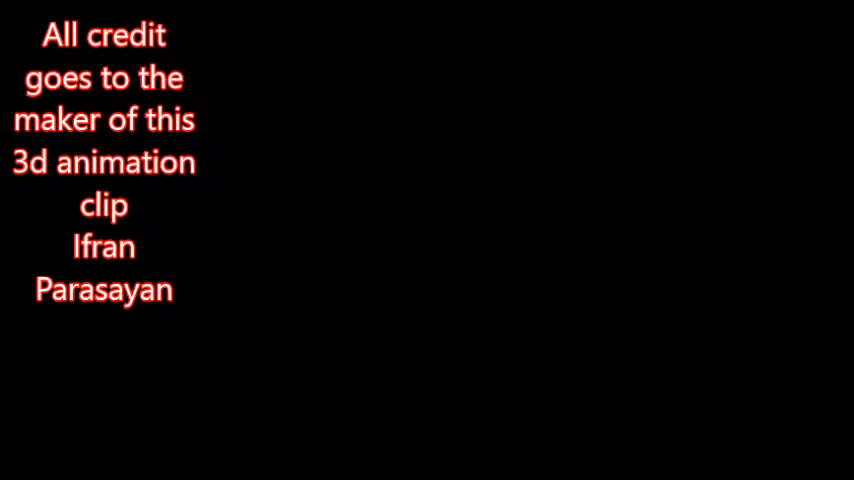 All credit
goes to the
maker of this
3d animation
clip
Ifran
Parasayan